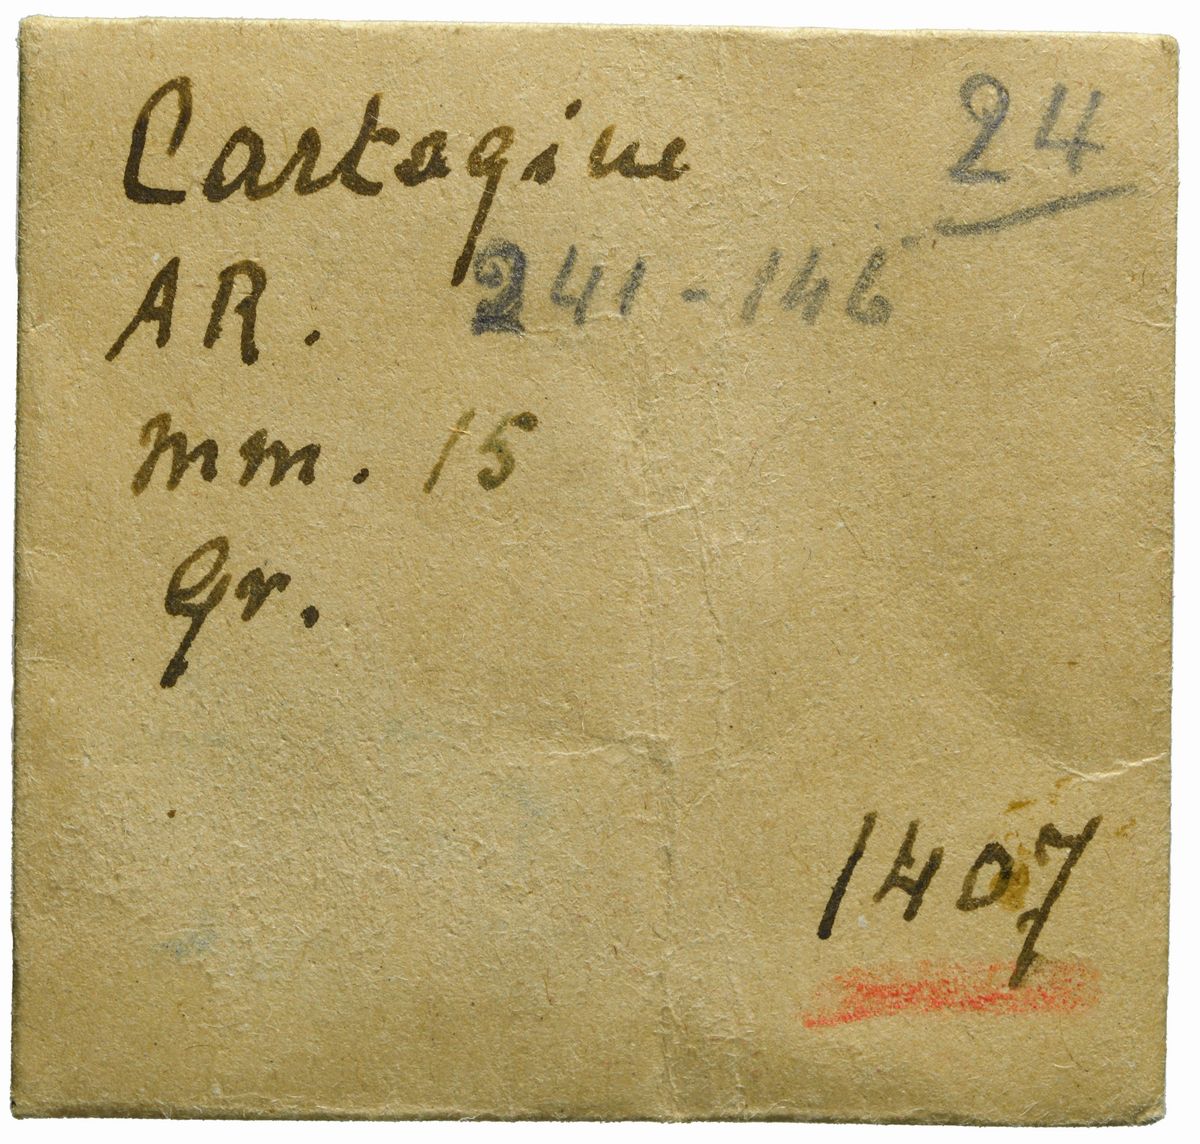 Cartagine
24
AR. 241-146
mm. 15
Gr.
1407